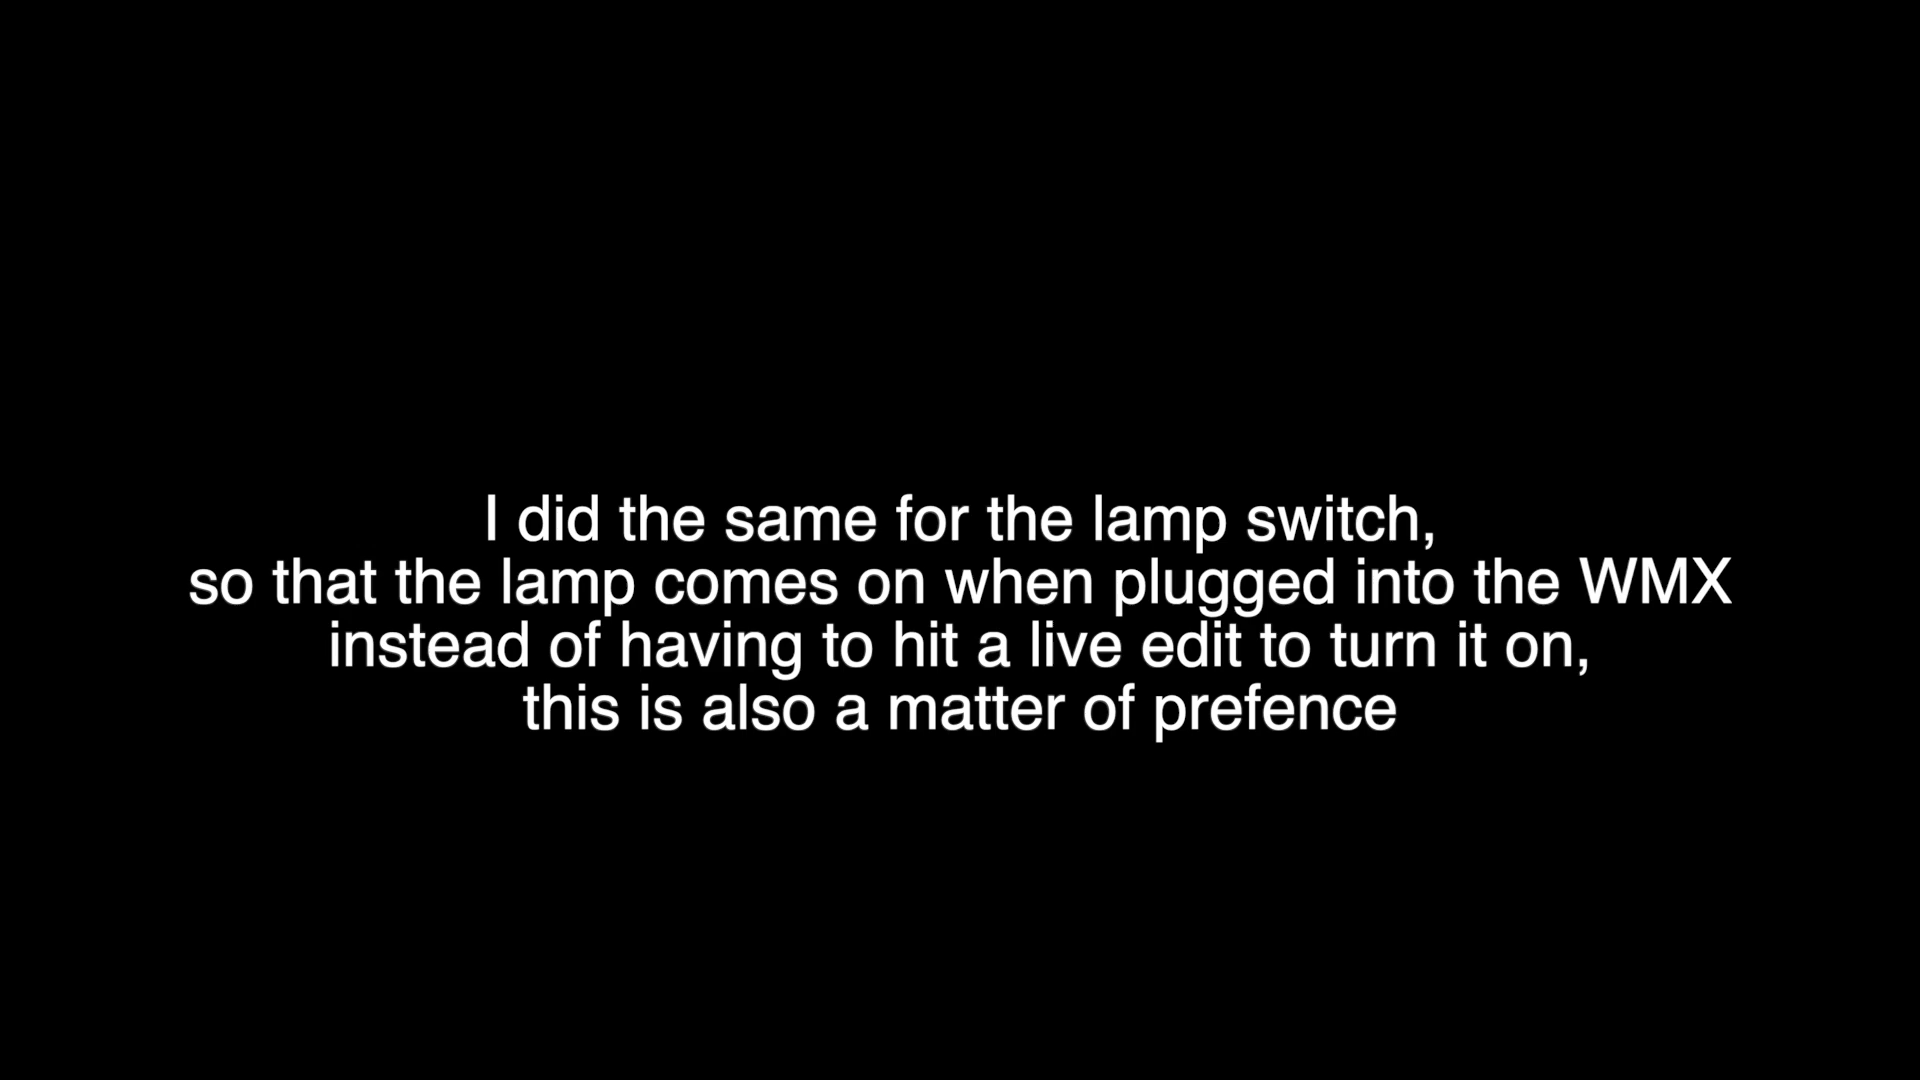 I did the same for the lamp switch,
so that the lamp comes on when plugged into the WMX
instead of having to hit a live edit to turn it on,
this is also a matter of prefence